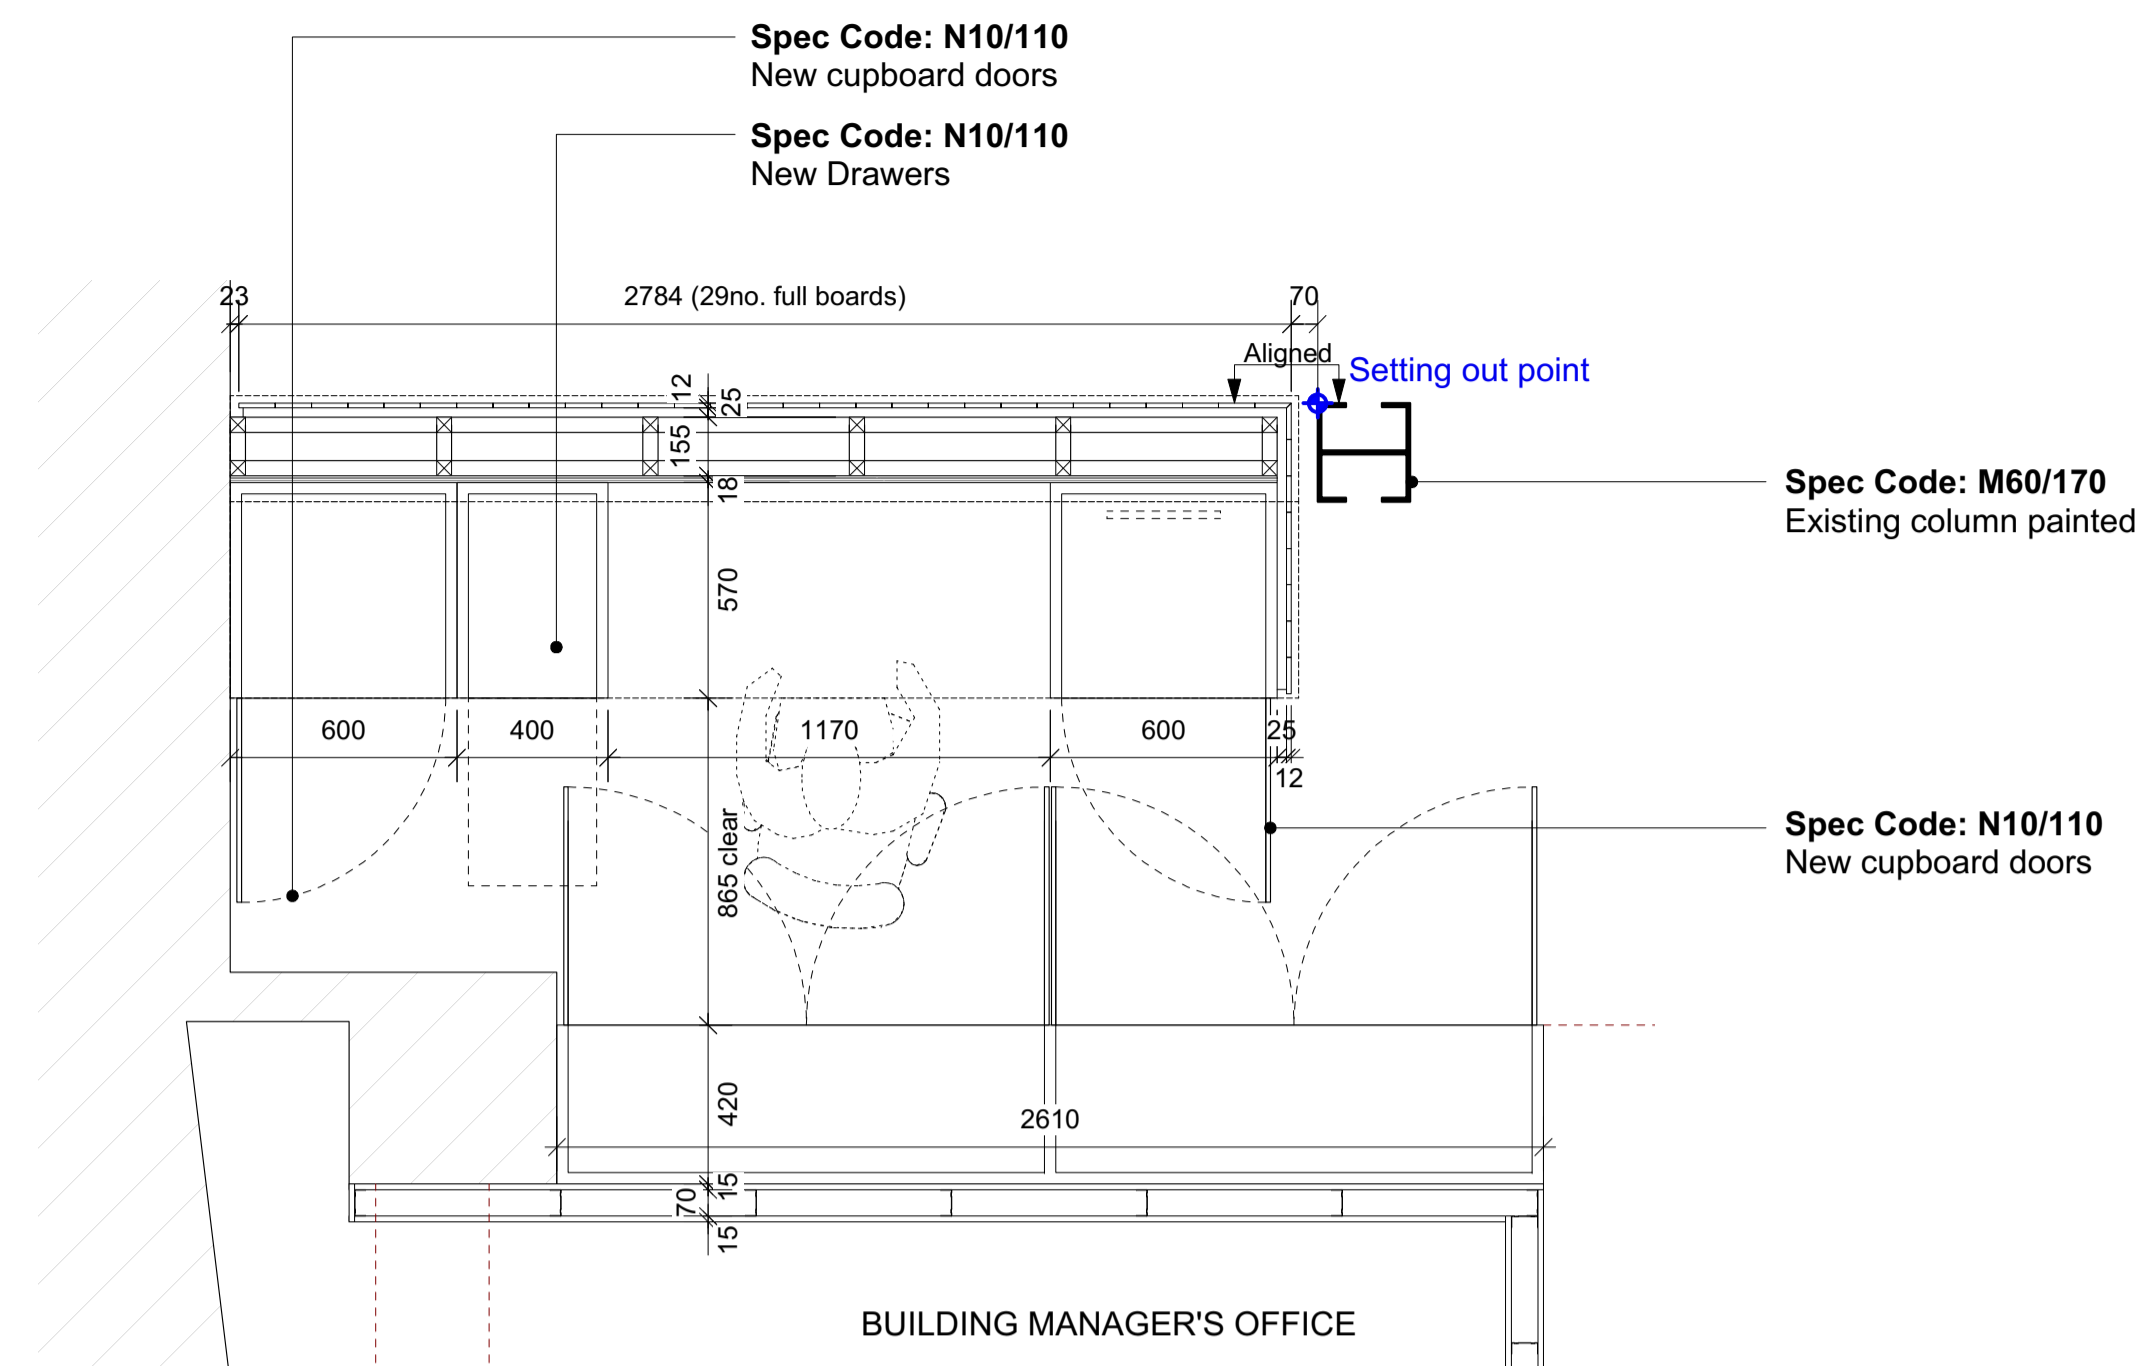 Spec Code: N10/110
New cupboard doors
Spec Code: N10/110
New Drawers
23
2784 (29no. full boards)
70
Aligned
Setting out point
12
25
155
18
Spec Code: M60/170
Existing column painted
570
600
400
1170
600
25
12
865 clear
Spec Code: N10/110
New cupboard doors
420
2610
15
70
15
BUILDING MANAGER'S OFFICE